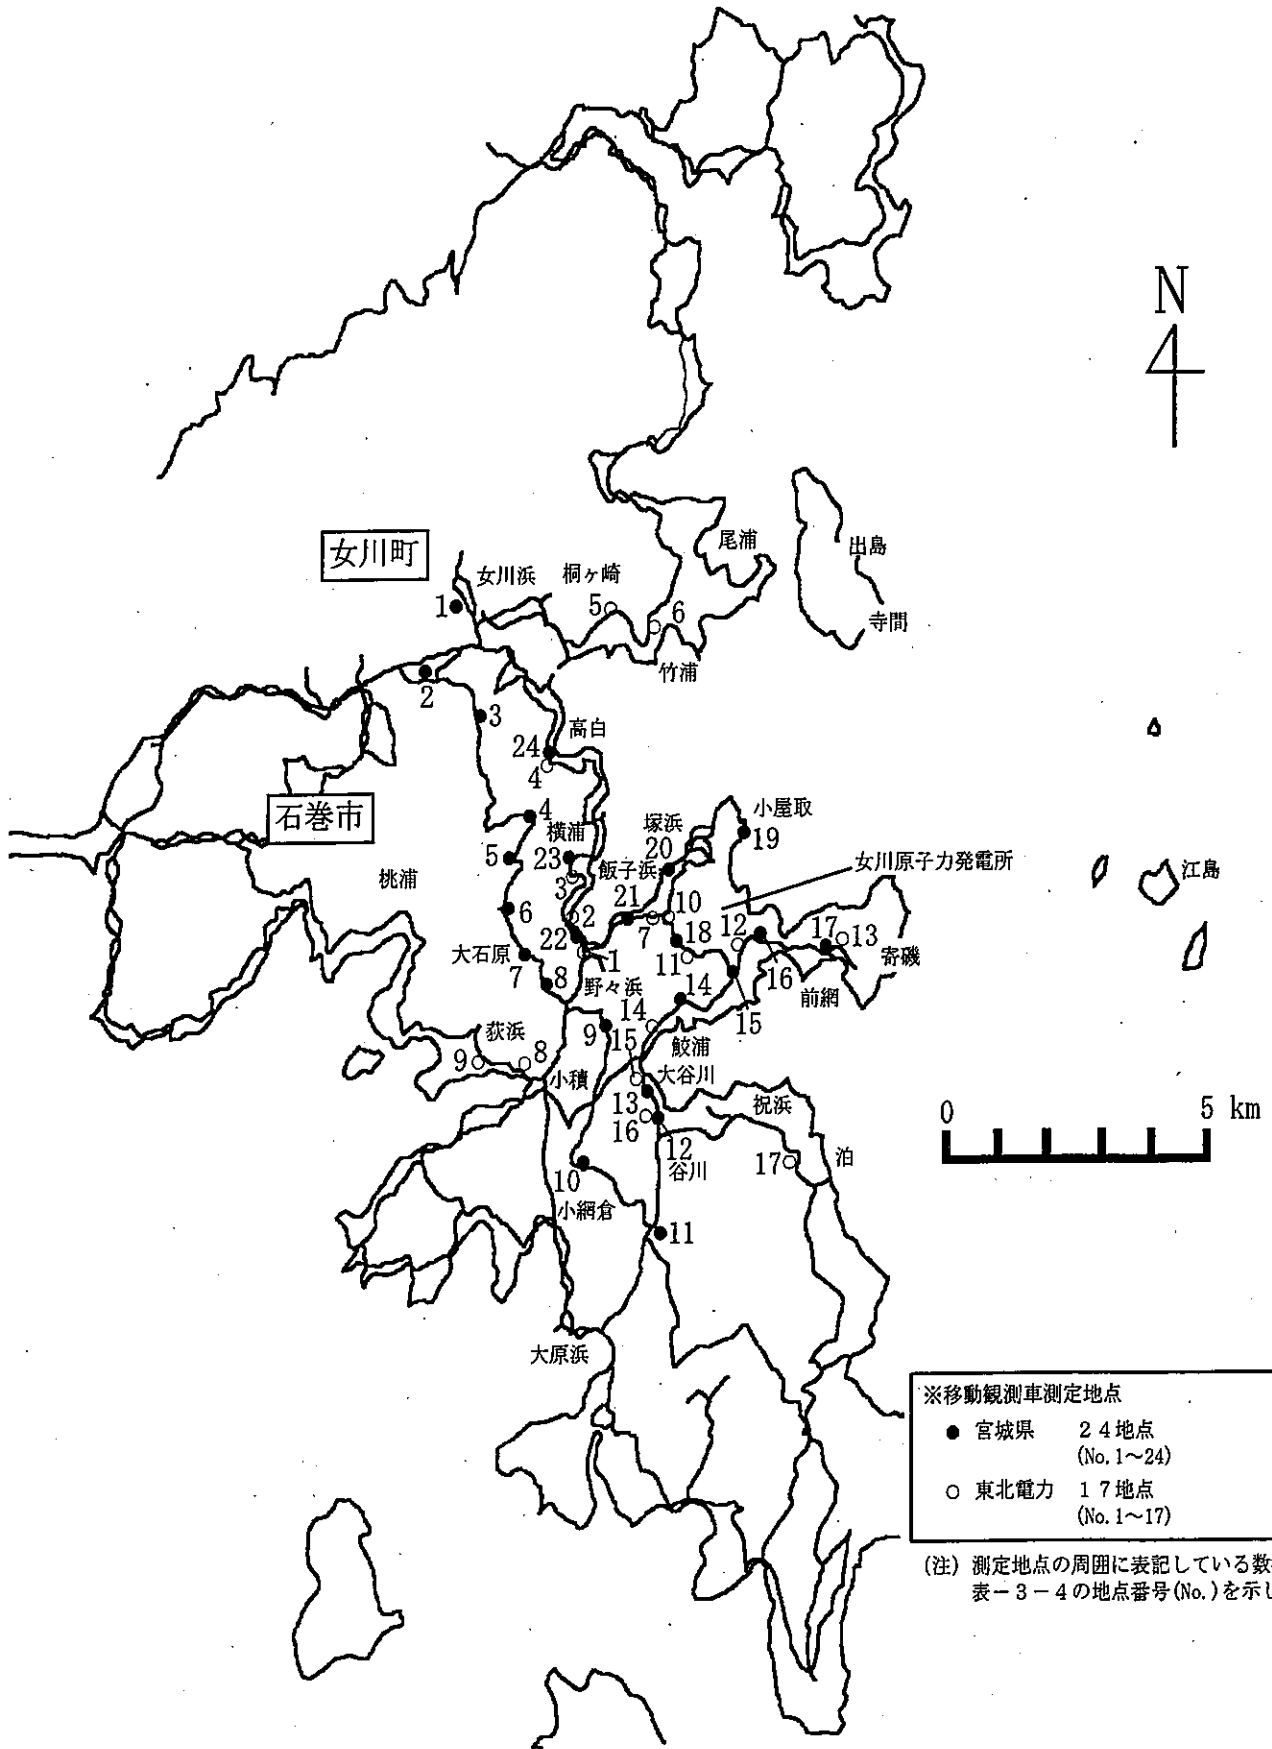 N
女川町
女川浜
桐ヶ崎
尾浦
出島
寺間
1
5
6
竹浦
2
3
高白
24
4
石巻市
4
横浦
塚浜
小屋取
19
5
23
20
女川原子力発電所
飯子浜
3
江島
桃浦
6
21
2
7
10
12
17
13
22
18
大石原
1
11
16
寄磯
7
8
野々浜
14
前網
15
9
14
荻浜
15
鮫浦
9
8
小積
大谷川
13
祝浜
16
12
谷川
17
泊
10
小網倉
11
0 5 km
大原浜
※移動観測車測定地点
● 宮城県 24地点
(No.1~24)
○ 東北電力 17地点
(No.1~17)
(注) 測定地点の周囲に表記している数
表-3-4の地点番号(No.)を示し